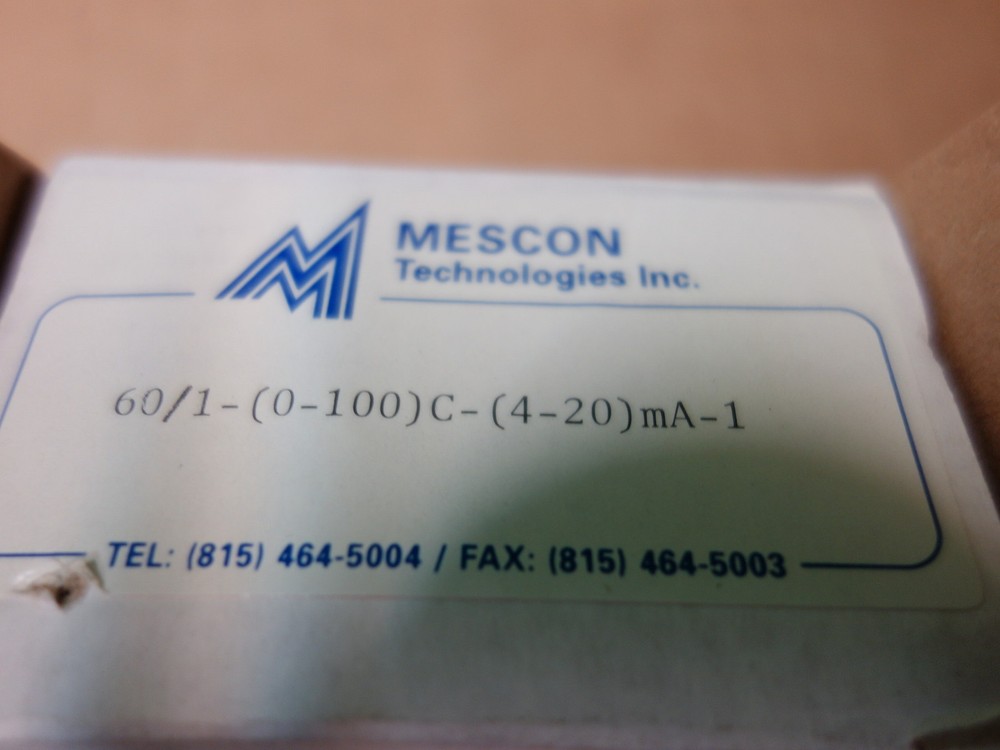 MESCON
Technologies Inc.
60/1-(0-100)C-(4-20)mA-1
TEL: (815) 464-5004 / FAX: (815) 464-5003